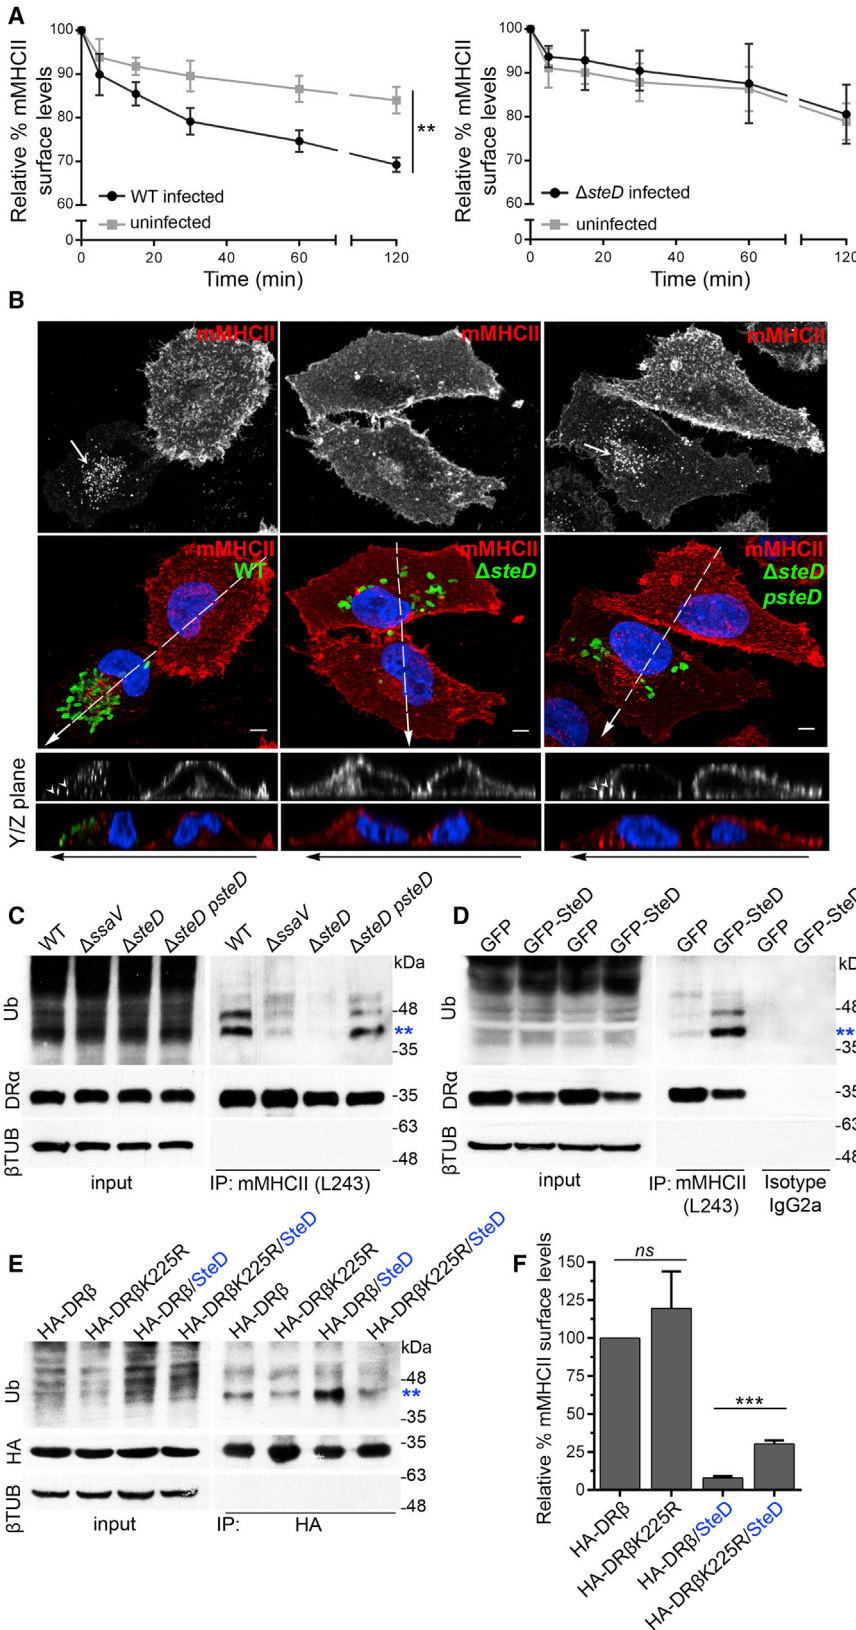 A
Relative % mMHCII
surface levels
100
90
80
70
60
0
WT infected
uninfected
**
0
20
40
60
120
Time (min)
Relative % mMHCII
surface levels
100
90
80
70
60
0
ΔsteD infected
uninfected
0
20
40
60
120
Time (min)
B
mMHCII
mMHCII
mMHCII
mMHCII
WT
mMHCII
ΔsteD
mMHCII
ΔsteD
psteD
Y/Z plane
C
WT
ΔssaV
ΔsteD
ΔsteD psteD
WT
ΔssaV
ΔsteD
ΔsteD psteD
kDa
Ub
-48
**
-35
DRα
-35
-63
βTUB
-48
input
IP: mMHCII (L243)
D
GFP
GFP-SteD
GFP
GFP-SteD
GFP
GFP-SteD
GFP
GFP-SteD
Ub
-48
**
-35
DRα
-35
-63
βTUB
-48
input
IP: mMHCII
(L243)
Isotype
IgG2a
E
HA-DRβ
HA-DRβK225R
HA-DRβ/SteD
HA-DRβK225R/SteD
HA-DRβ
HA-DRβK225R
HA-DRβ/SteD
HA-DRβK225R/SteD
kDa
Ub
-48
**
-35
HA
-35
-63
βTUB
-48
input
IP: HA
F
Relative % mMHCII surface levels
150
125
100
75
50
25
0
ns
***
HA-DRβ
HA-DRβK225R
HA-DRβ/SteD
HA-DRβK225R/SteD